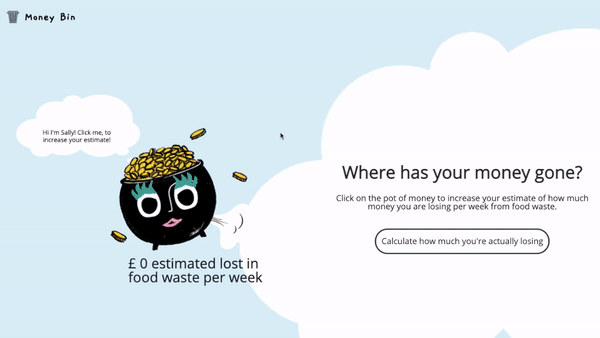 Money Bin
Hi I'm Sally! Click me, to
increase your estimate!
£ 0 estimated lost in
food waste per week
Where has your money gone?
Click on the pot of money to increase your estimate of how much
money you are losing per week from food waste.
Calculate how much you're actually losing